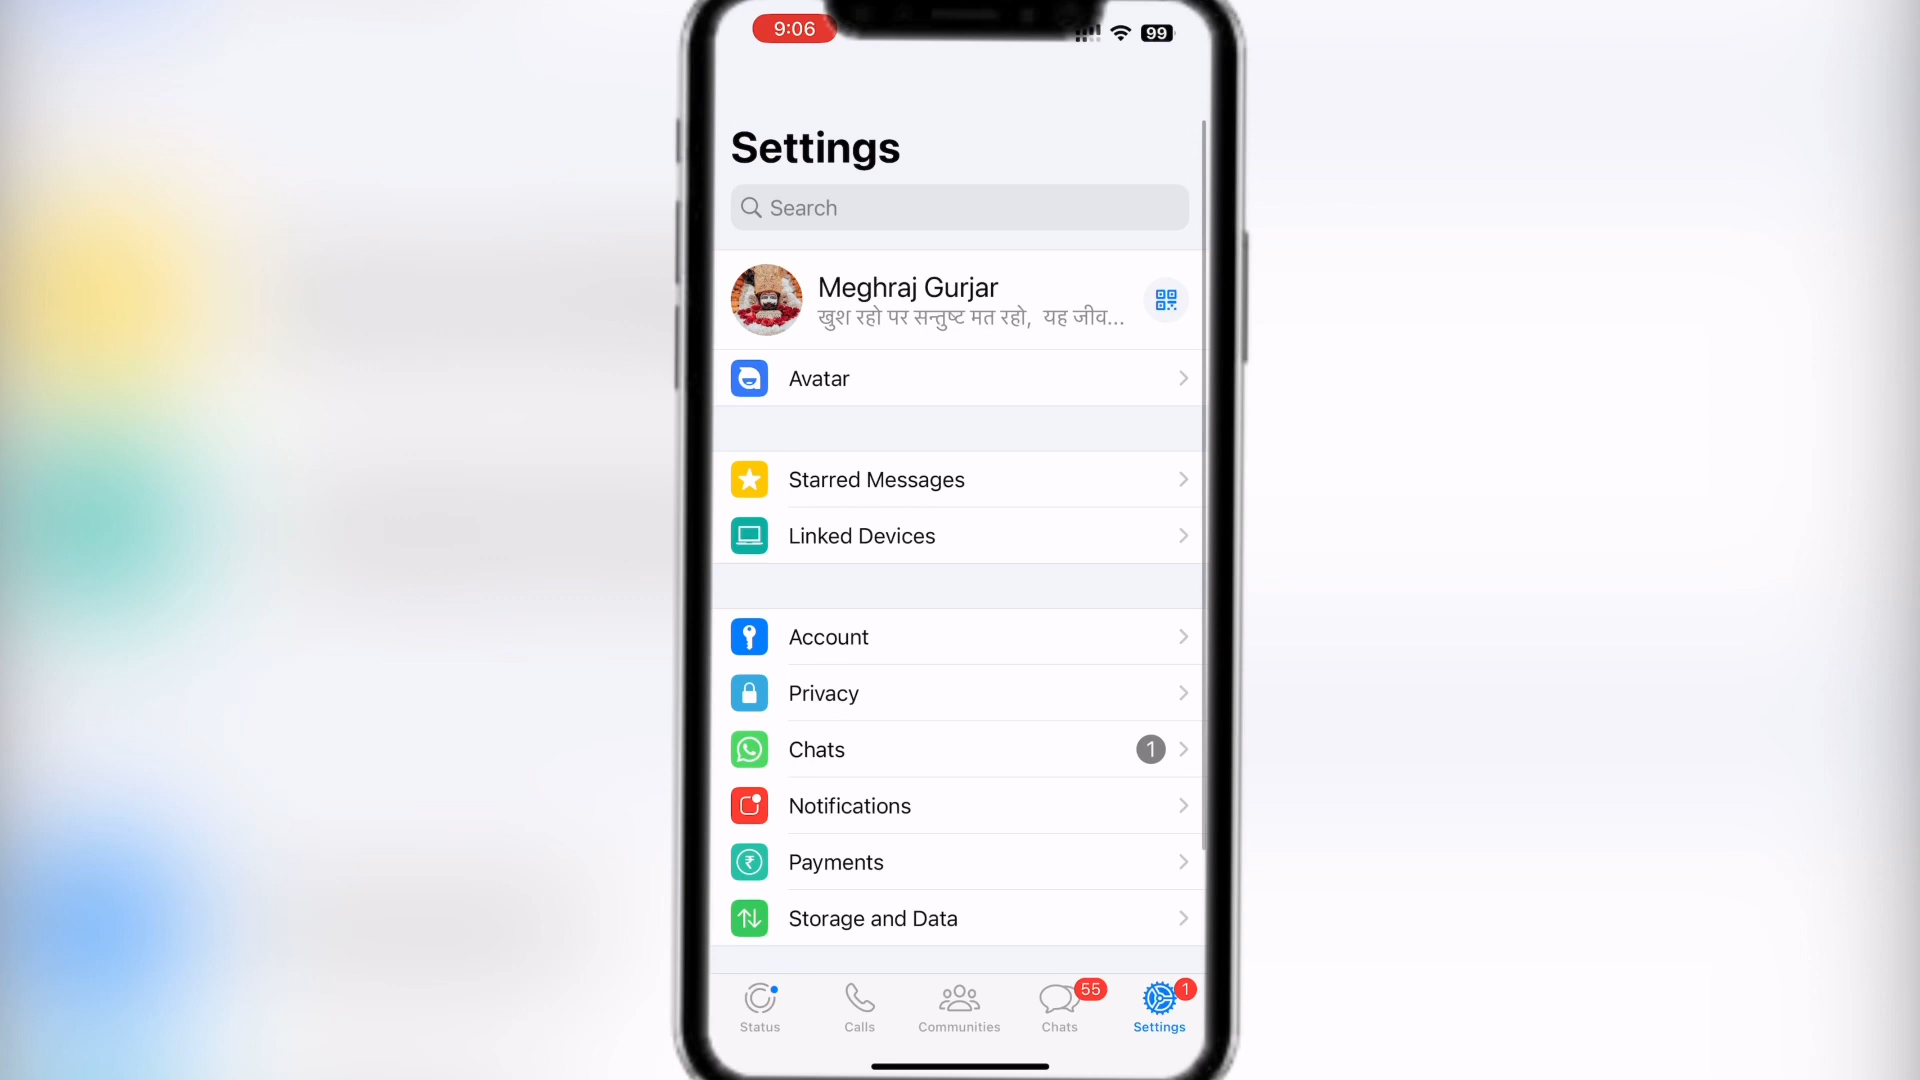 9:06
99
Settings
Search
Meghraj Gurjar
खुश रहो पर सन्तुष्ट मत रहो, यह जीव...
Avatar
Starred Messages
Linked Devices
Account
Privacy
Chats
1
Notifications
₹
Payments
Storage and Data
55
1
Status
Calls
Communities
Chats
Settings